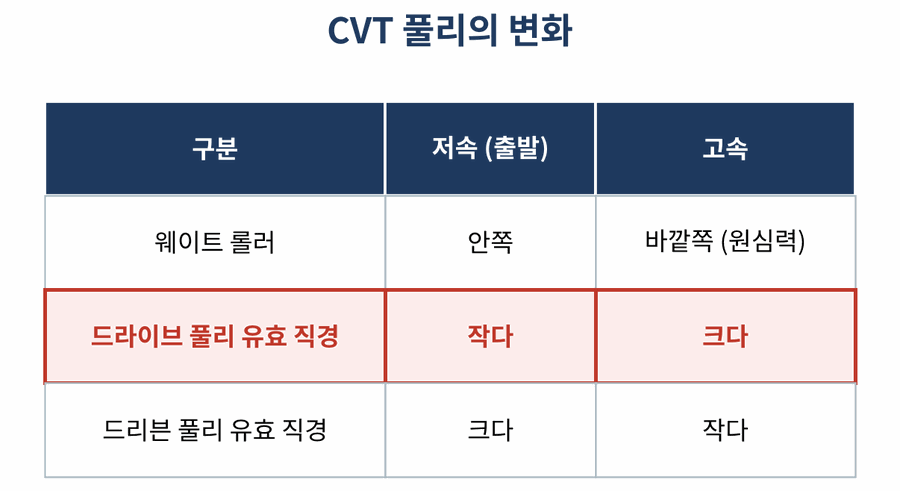 CVT 풀리의 변화
구분 저속 (출발) 고속
웨이트 롤러 안쪽 바깥쪽 (원심력)
드라이브 풀리 유효 직경 작다 크다
드리븐 풀리 유효 직경 크다 작다